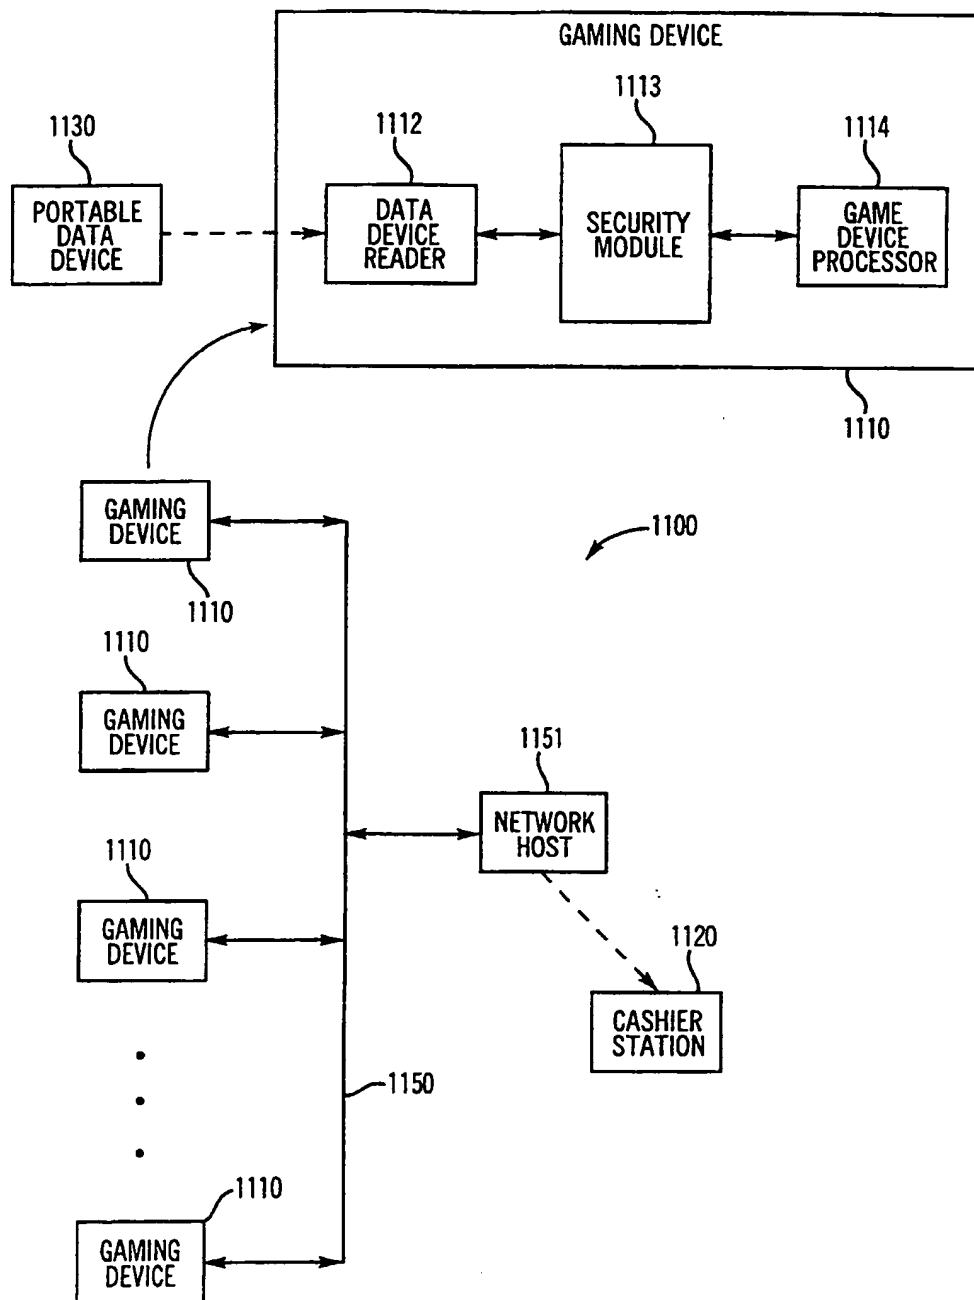 GAMING DEVICE
1113
1130
1112
1114
PORTABLE
DATA
DEVICE
DATA
DEVICE
READER
SECURITY
MODULE
GAME
DEVICE
PROCESSOR
1110
GAMING
DEVICE
1100
1110
1110
GAMING
DEVICE
1151
NETWORK
HOST
1110
GAMING
DEVICE
1120
CASHIER
STATION
1150
1110
GAMING
DEVICE